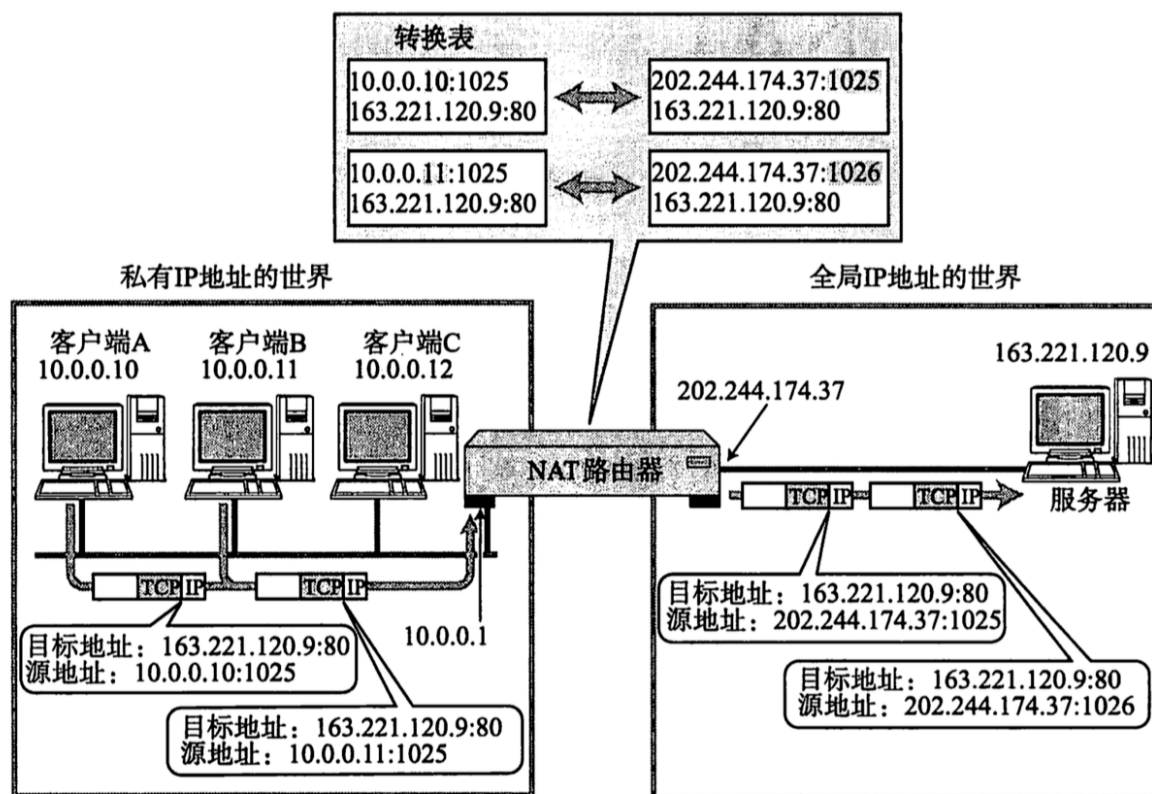 转换表
10.0.0.10:1025
163.221.120.9:80
202.244.174.37:1025
163.221.120.9:80
10.0.0.11:1025
163.221.120.9:80
202.244.174.37:1026
163.221.120.9:80
私有IP地址的世界
全局IP地址的世界
客户端A
10.0.0.10
客户端B
10.0.0.11
客户端C
10.0.0.12
163.221.120.9
202.244.174.37
NAT路由器
服务器
TCP IP
TCP IP
TCP IP
TCP IP
10.0.0.1
目标地址：163.221.120.9:80
源地址：10.0.0.10:1025
目标地址：163.221.120.9:80
源地址：10.0.0.11:1025
目标地址：163.221.120.9:80
源地址：202.244.174.37:1025
目标地址：163.221.120.9:80
源地址：202.244.174.37:1026